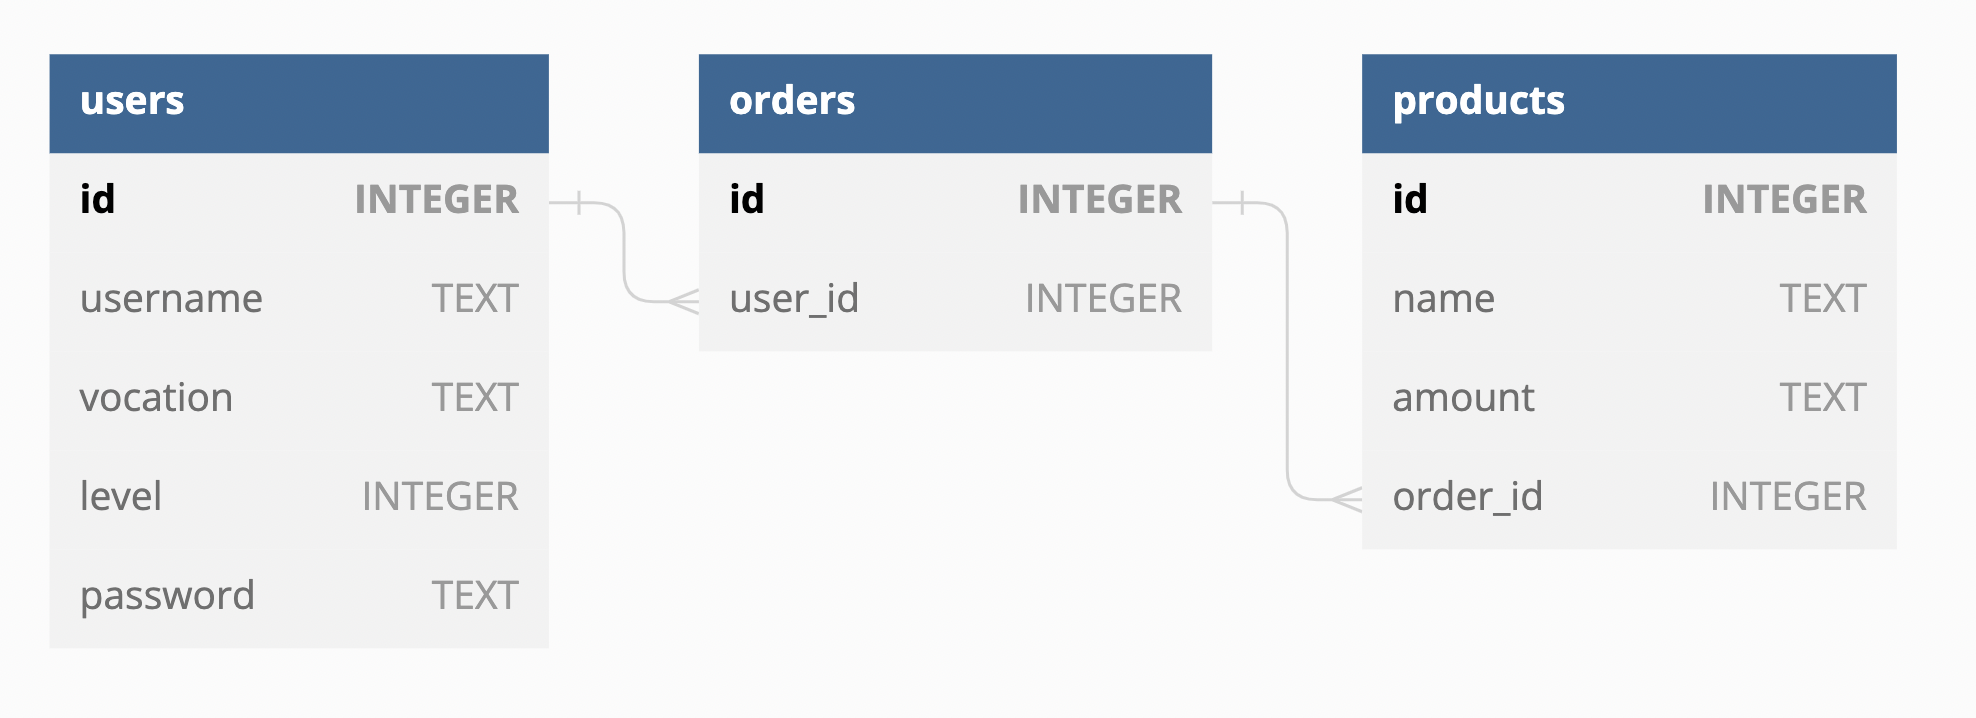 users
id INTEGER
username TEXT
vocation TEXT
level INTEGER
password TEXT
orders
id INTEGER
user_id INTEGER
products
id INTEGER
name TEXT
amount TEXT
order_id INTEGER